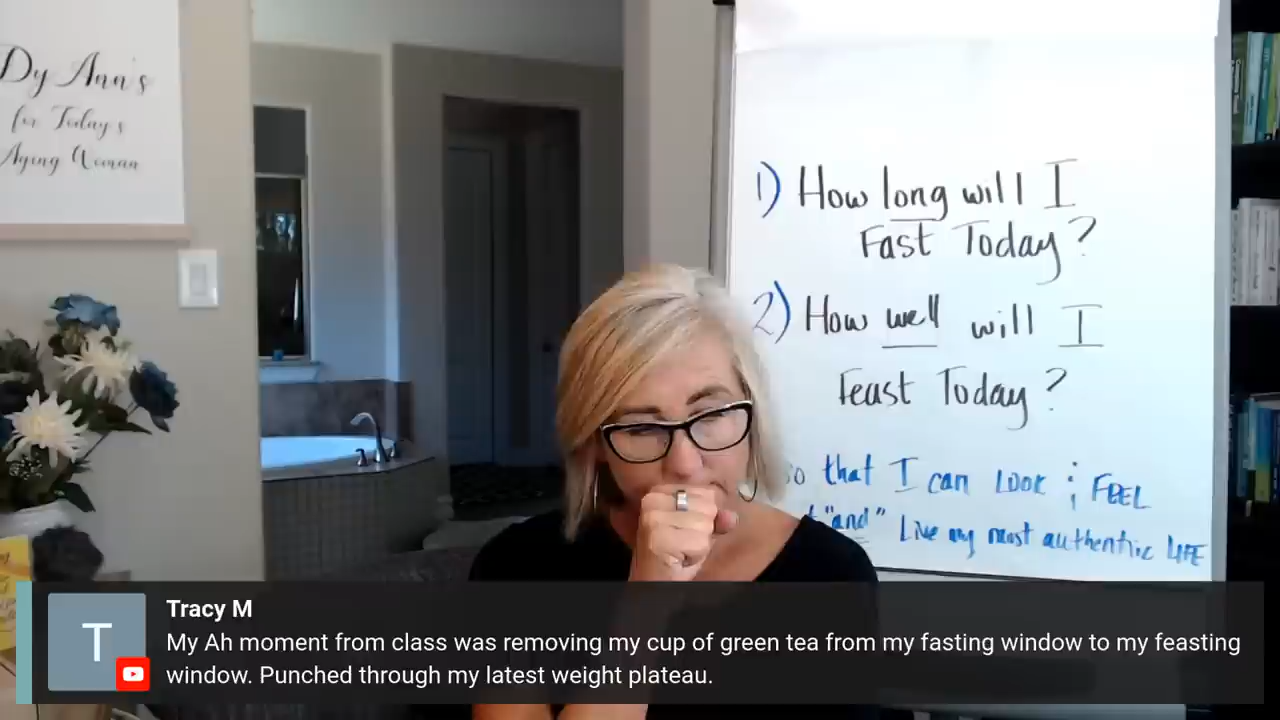 Dy Ann's
for Today's
Aging Woman
1) How long will I
Fast Today?
2) How well will I
Feast Today?
so that I can LOOK ; FEEL
"and" Live my most authentic LIFE
T
Tracy M
My Ah moment from class was removing my cup of green tea from my fasting window to my feasting
window. Punched through my latest weight plateau.